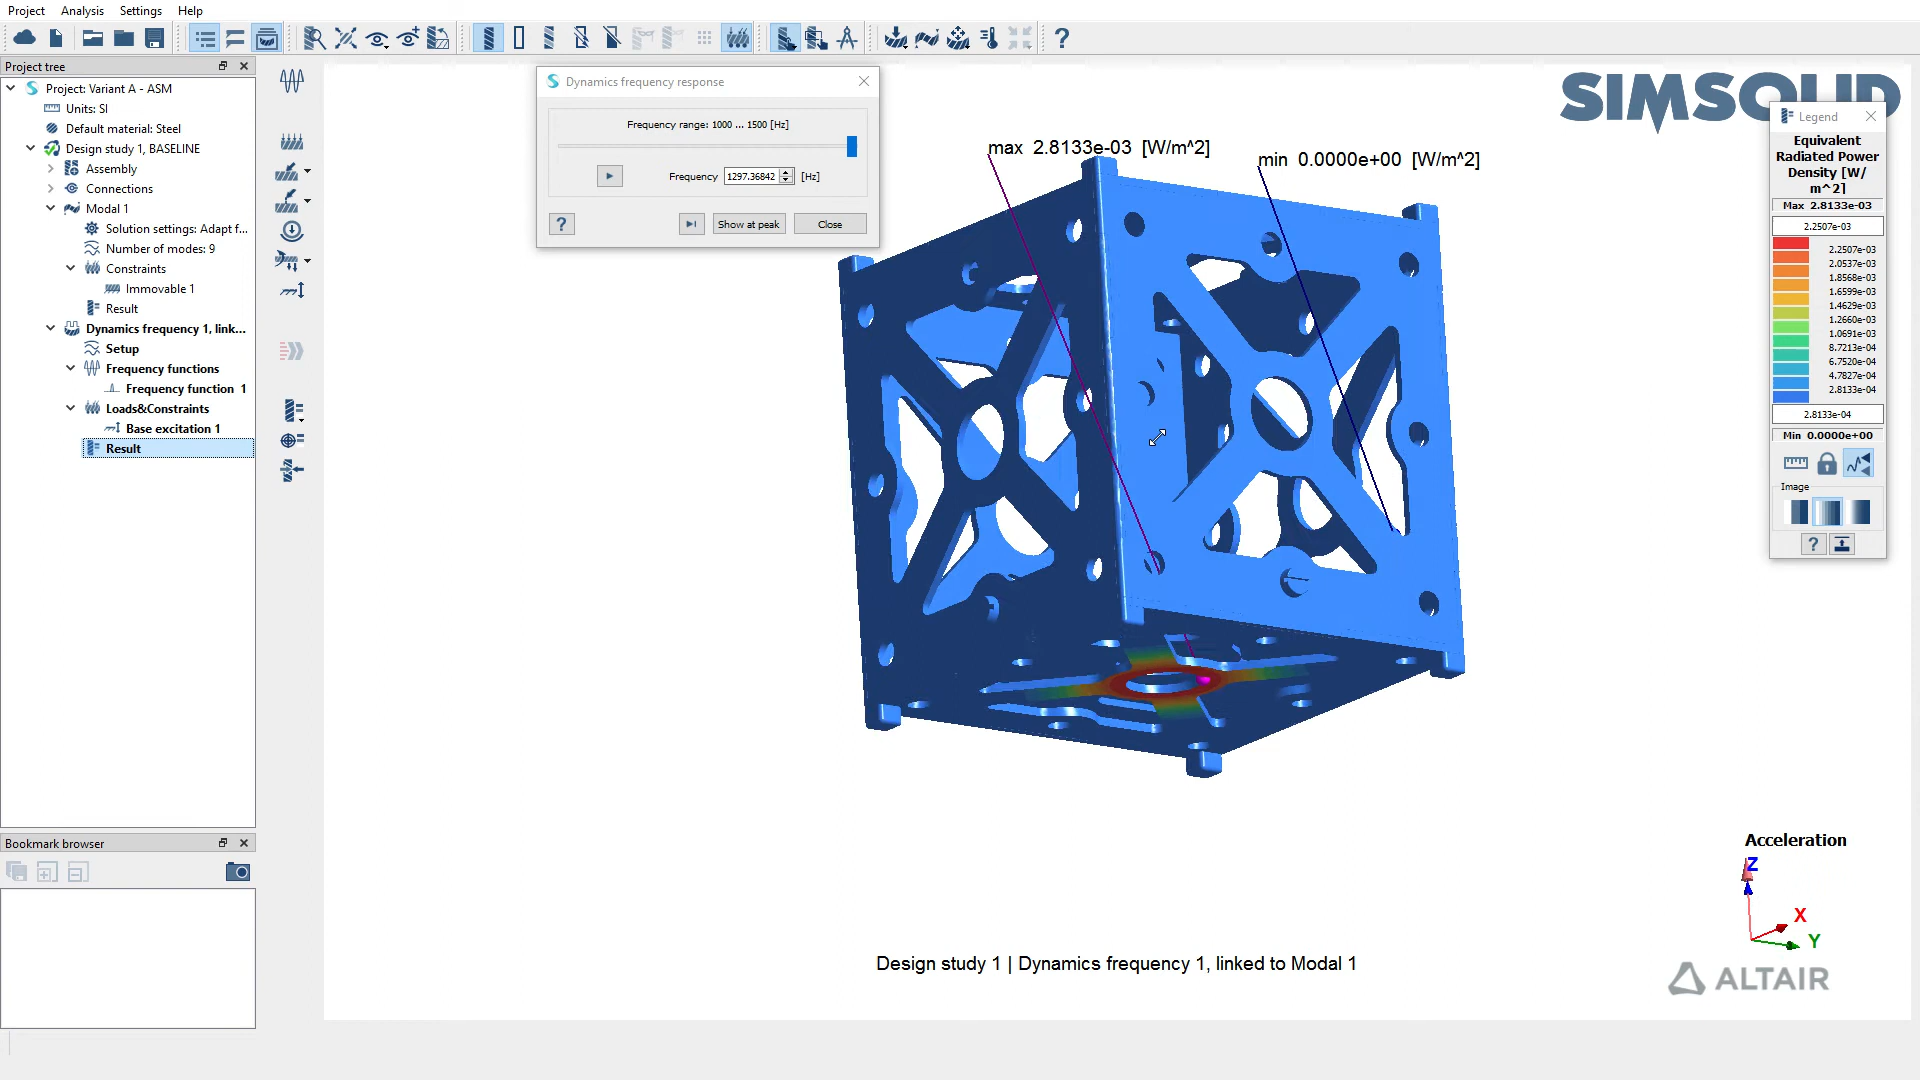 Project
Analysis
Settings
Help
Project tree
Project: Variant A - ASM
Units: SI
Default material: Steel
Design study 1, BASELINE
Assembly
Connections
Modal 1
Solution settings: Adapt f...
Number of modes: 9
Constraints
Immovable 1
Result
Dynamics frequency 1, link...
Setup
Frequency functions
Frequency function 1
Loads&Constraints
Base excitation 1
Result
Bookmark browser
Dynamics frequency response
Frequency range: 1000 ... 1500 [Hz]
Frequency 1297.36842 [Hz]
?
Show at peak
Close
max 2.8133e-03 [W/m^2]
min 0.0000e+00 [W/m^2]
SIMSOLID
Legend
Equivalent
Radiated Power
Density [W/
m^2]
Max 2.8133e-03
2.2507e-03
2.2507e-03
2.0537e-03
1.8568e-03
1.6599e-03
1.4629e-03
1.2660e-03
1.0691e-03
8.7213e-04
6.7520e-04
4.7827e-04
2.8133e-04
2.8133e-04
Min 0.0000e+00
Image
?
Acceleration
Z
X
Y
Design study 1 | Dynamics frequency 1, linked to Modal 1
ALTAIR